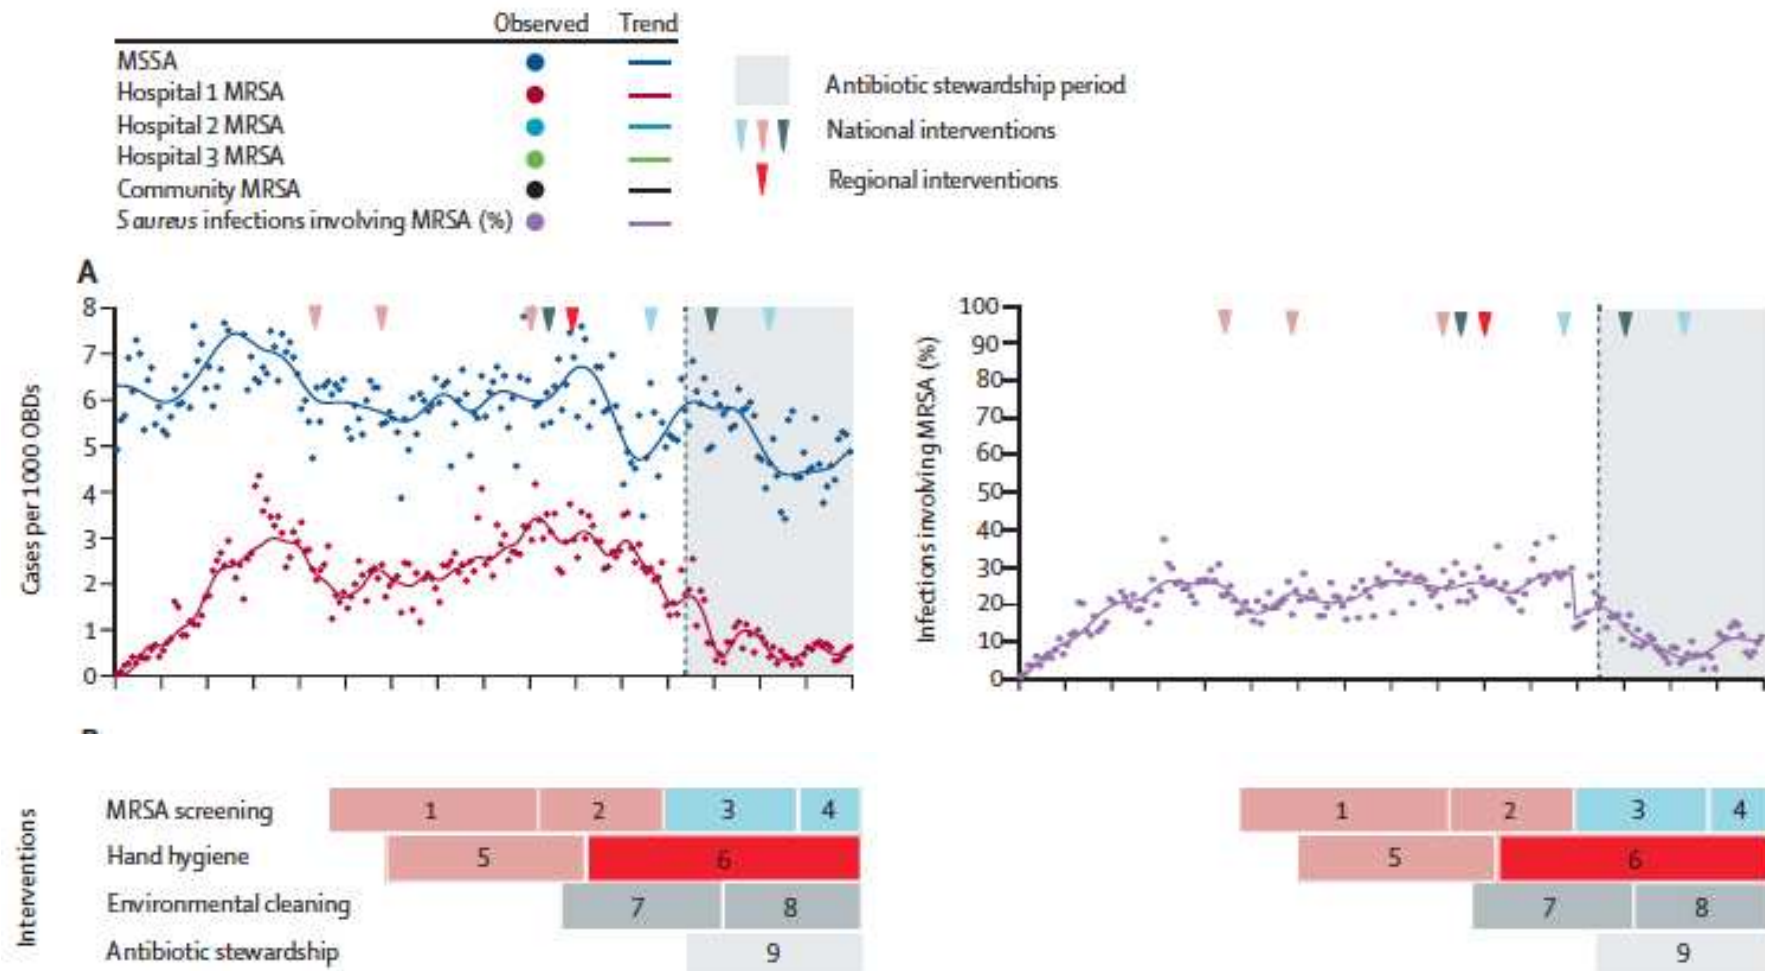 Observed Trend
MSSA
Hospital 1 MRSA
Hospital 2 MRSA
Hospital 3 MRSA
Community MRSA
S aureus infections involving MRSA (%)
Antibiotic stewardship period
National interventions
Regional interventions
A
Cases per 1000 OBDs
8
7
6
5
4
3
2
1
0
Infections involving MRSA (%)
100
90
80
70
60
50
40
30
20
10
0
Interventions
MRSA screening 1 2 3 4 1 2 3 4
Hand hygiene 5 6 5 6
Environmental cleaning 7 8 7 8
Antibiotic stewardship 9 9